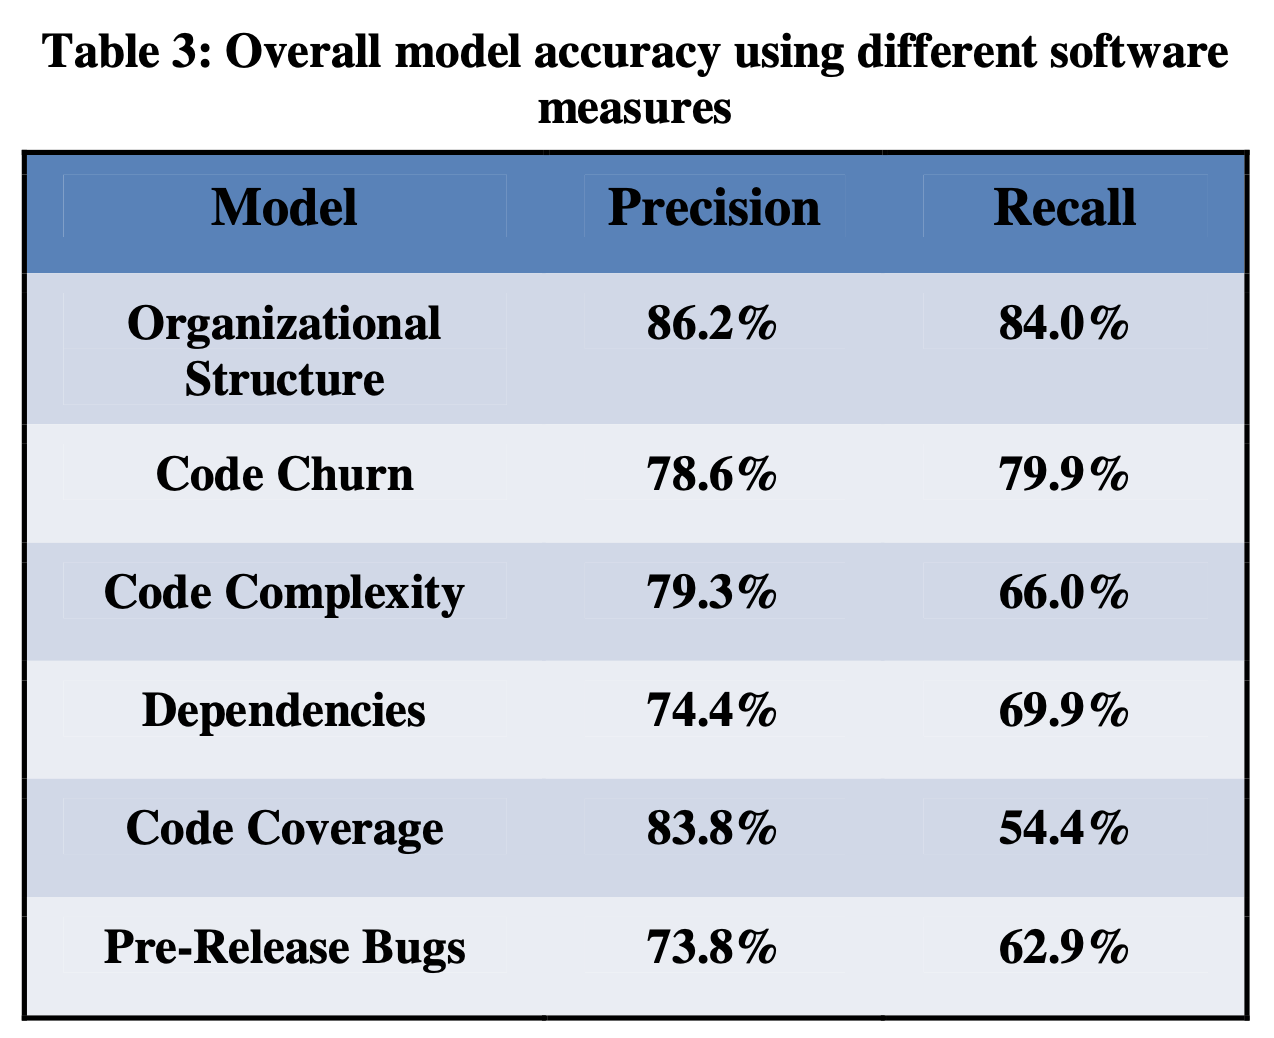 Table 3: Overall model accuracy using different software
measures
Model Precision Recall
Organizational 86.2% 84.0%
Structure
Code Churn 78.6% 79.9%
Code Complexity 79.3% 66.0%
Dependencies 74.4% 69.9%
Code Coverage 83.8% 54.4%
Pre-Release Bugs 73.8% 62.9%